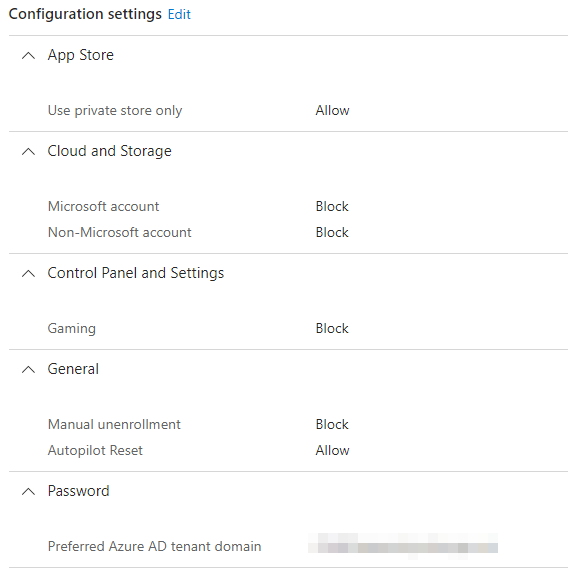 Configuration settings Edit
App Store
Use private store only Allow
Cloud and Storage
Microsoft account Block
Non-Microsoft account Block
Control Panel and Settings
Gaming Block
General
Manual unenrollment Block
Autopilot Reset Allow
Password
Preferred Azure AD tenant domain